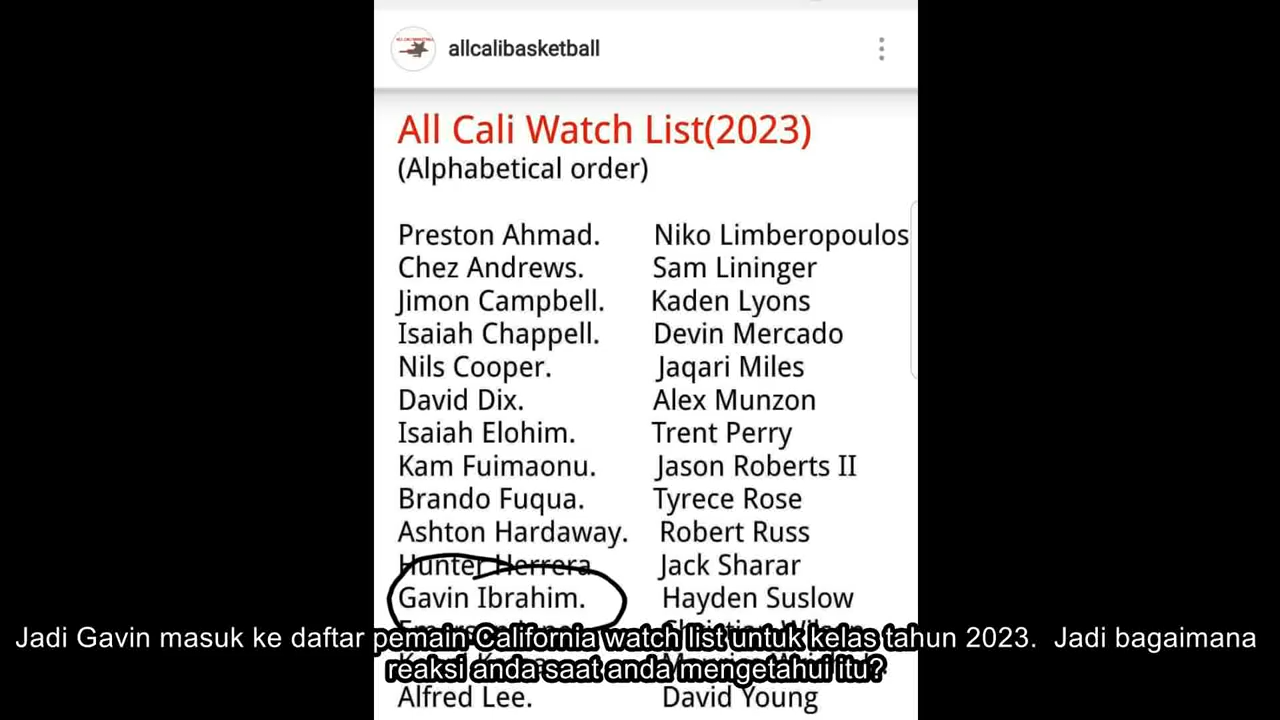 allcalibasketball
All Cali Watch List(2023)
(Alphabetical order)
Preston Ahmad.
Chez Andrews.
Jimon Campbell.
Isaiah Chappell.
Nils Cooper.
David Dix.
Isaiah Elohim.
Kam Fuimaonu.
Brando Fuqua.
Ashton Hardaway.
Hunter Herrera
Gavin Ibrahim.
Alfred Lee.
Niko Limberopoulos
Sam Lininger
Kaden Lyons
Devin Mercado
Jaqari Miles
Alex Munzon
Trent Perry
Jason Roberts II
Tyrece Rose
Robert Russ
Jack Sharar
Hayden Suslow
David Young
Jadi Gavin masuk ke daftar pemain California watch list untuk kelas tahun 2023. Jadi bagaimana
reaksi anda saat anda mengetahui itu?